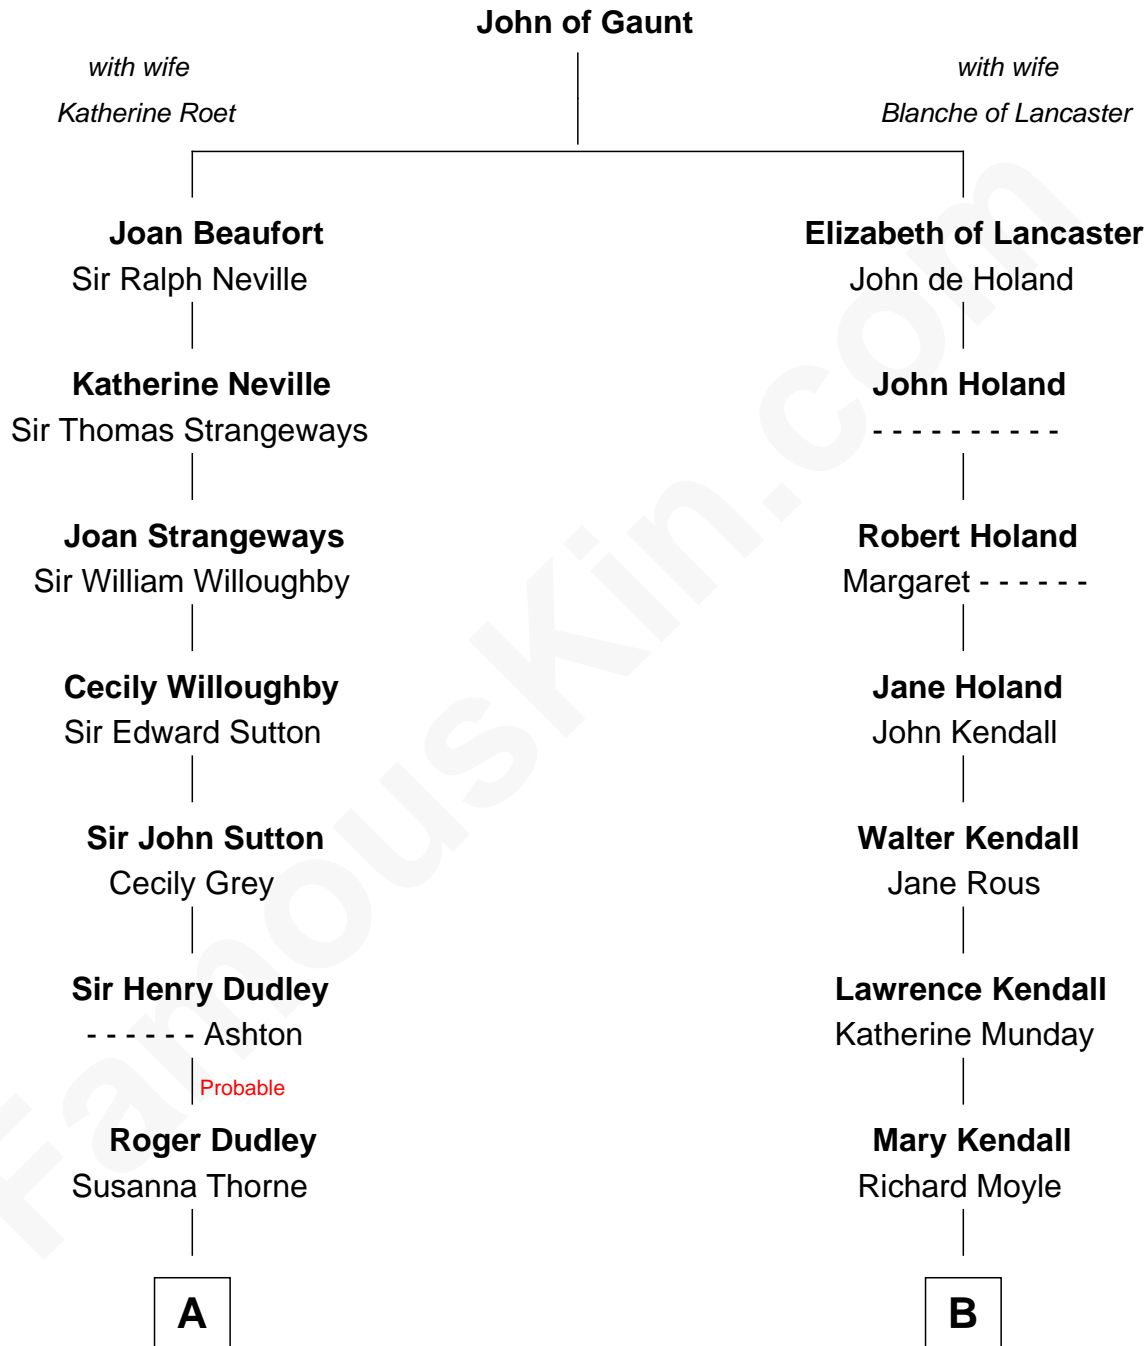 John of Gaunt
with wife
Katherine Roet
with wife
Blanche of Lancaster
Joan Beaufort
Sir Ralph Neville
Elizabeth of Lancaster
John de Holand
Katherine Neville
Sir Thomas Strangeways
John Holand
- - - - - - - - - -
Joan Strangeways
Sir William Willoughby
Robert Holand
Margaret - - - - - -
Cecily Willoughby
Sir Edward Sutton
Jane Holand
John Kendall
Sir John Sutton
Cecily Grey
Walter Kendall
Jane Rous
Sir Henry Dudley
- - - - - - Ashton
Lawrence Kendall
Katherine Munday
Probable
Roger Dudley
Susanna Thorne
Mary Kendall
Richard Moyle
A
B
FamousKin.com